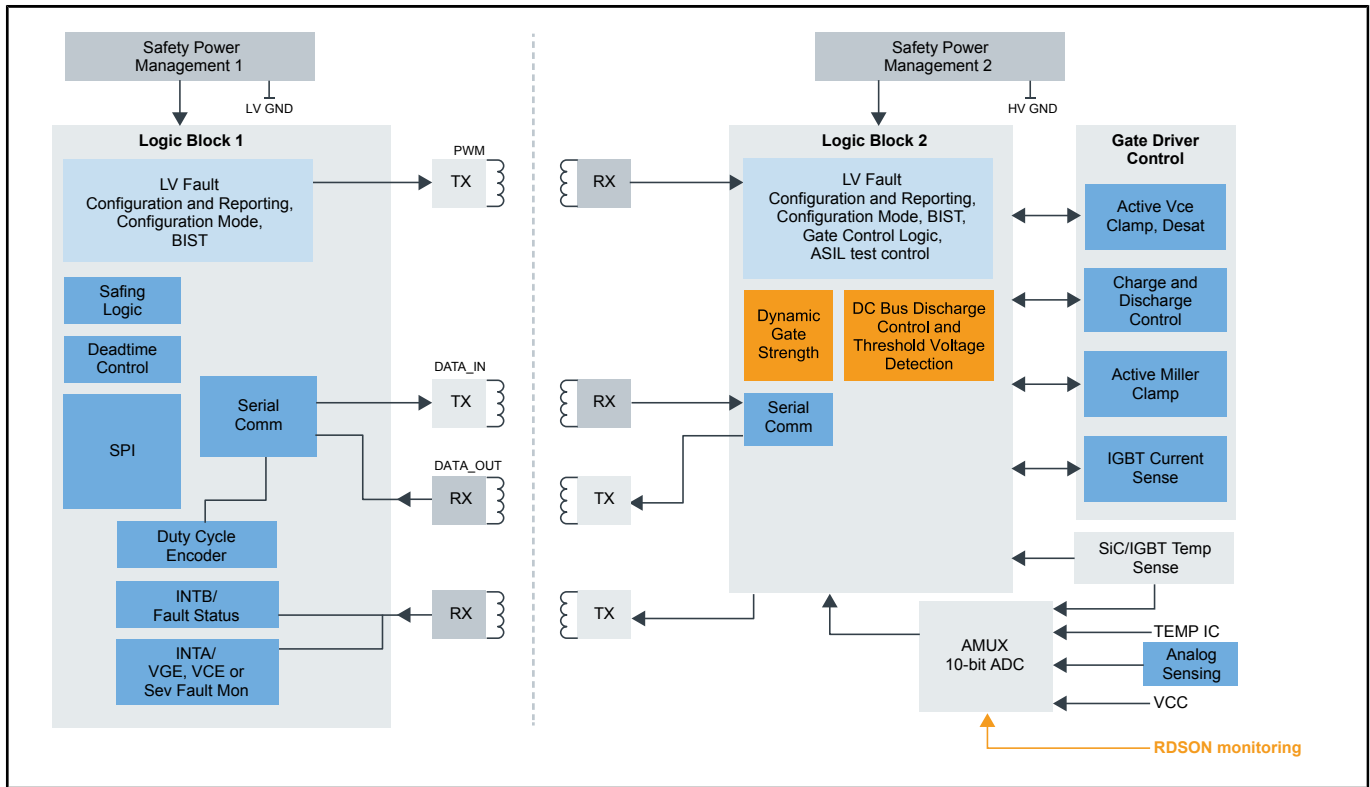 Safety Power
Management 1
LV GND
Logic Block 1
LV Fault
Configuration and Reporting,
Configuration Mode,
BIST
Safing
Logic
Deadtime
Control
SPI
Serial
Comm
Duty Cycle
Encoder
INTB/
Fault Status
INTA/
VGE, VCE or
Sev Fault Mon
PWM
TX
DATA_IN
TX
DATA_OUT
RX
RX
RX
RX
TX
TX
Safety Power
Management 2
HV GND
Logic Block 2
LV Fault
Configuration and Reporting,
Configuration Mode, BIST,
Gate Control Logic,
ASIL test control
Dynamic
Gate
Strength
DC Bus Discharge
Control and
Threshold Voltage
Detection
Serial
Comm
Gate Driver
Control
Active Vce
Clamp, Desat
Charge and
Discharge
Control
Active Miller
Clamp
IGBT Current
Sense
SiC/IGBT Temp
Sense
AMUX
10-bit ADC
TEMP IC
Analog
Sensing
VCC
RDSON monitoring